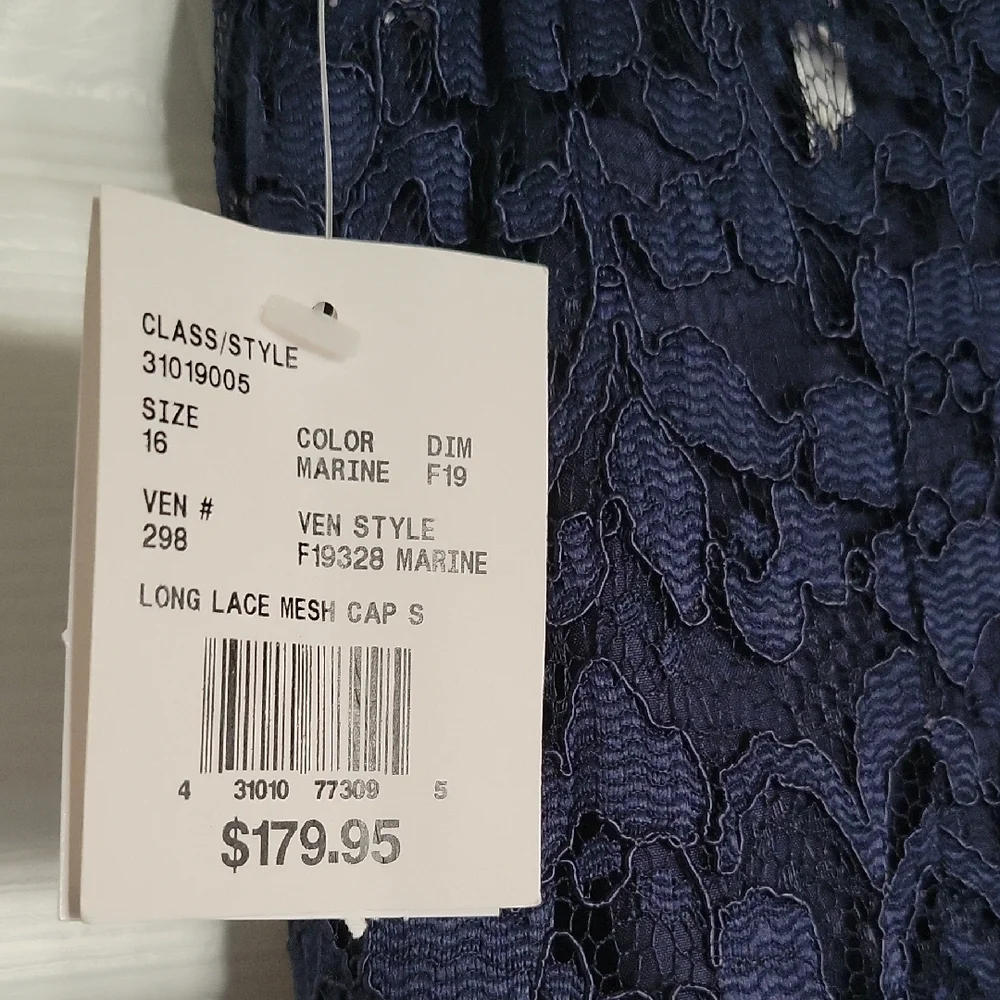 CLASS/STYLE
31019005
SIZE
16
COLOR DIM
MARINE F19
VEN #
298
VEN STYLE
F19328 MARINE
LONG LACE MESH CAP S
4 31010 77309 5
$179.95